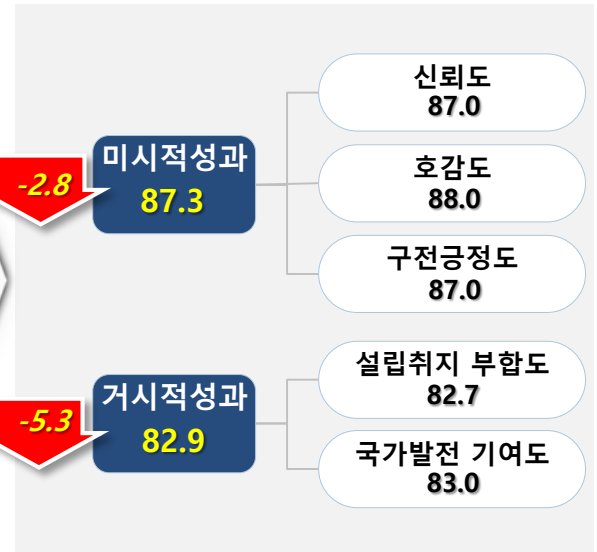 신뢰도
87.0
미시적성과
87.3
-2.8
호감도
88.0
구전긍정도
87.0
설립취지 부합도
82.7
거시적성과
82.9
-5.3
국가발전 기여도
83.0